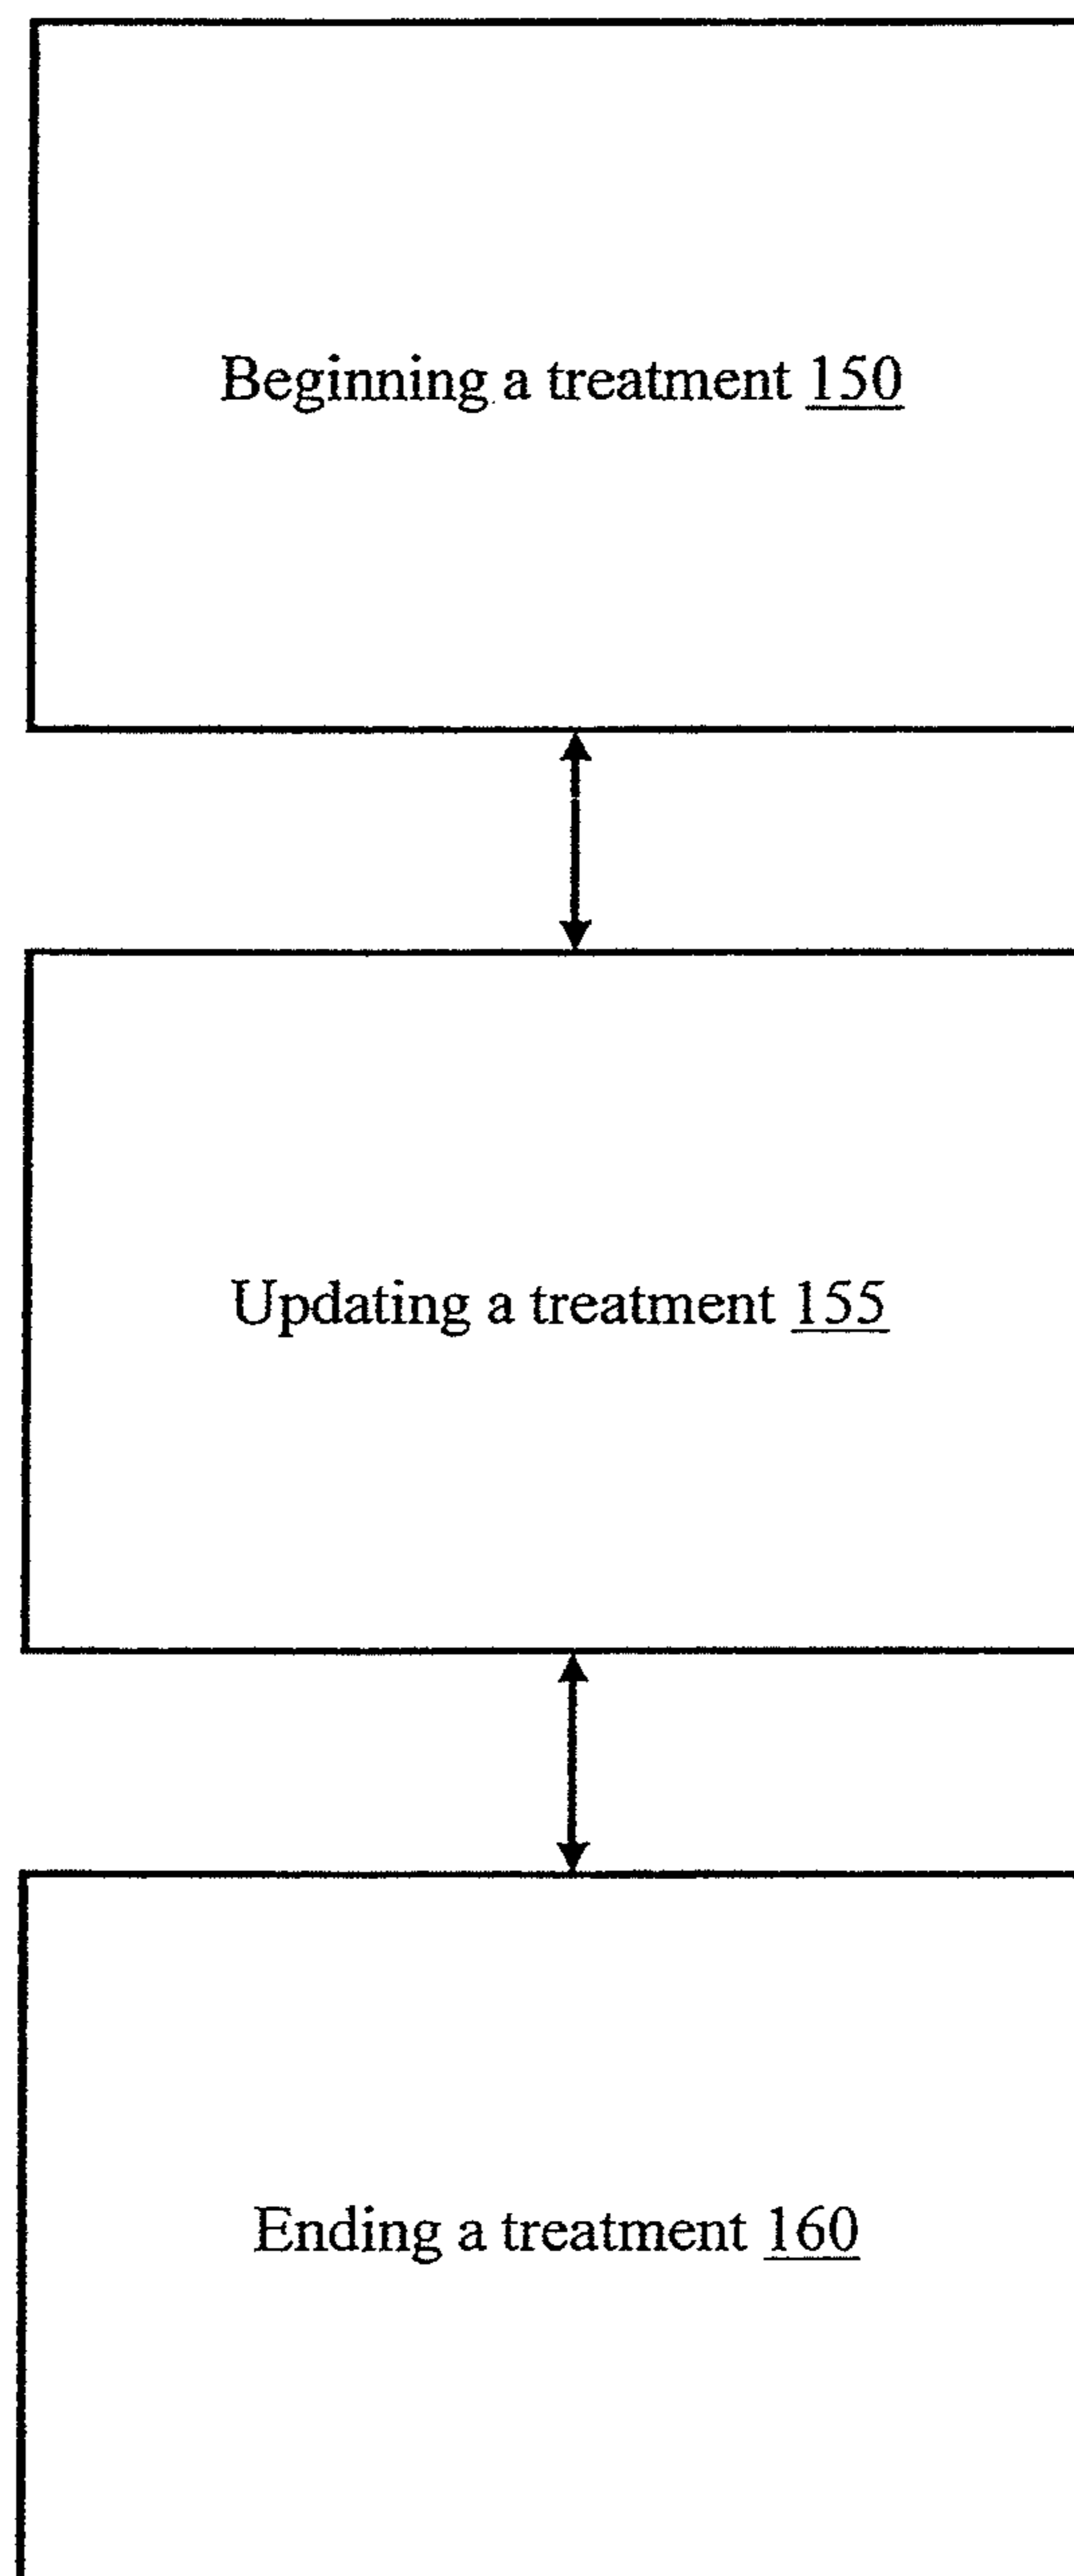 Beginning a treatment 150
Updating a treatment 155
Ending a treatment 160